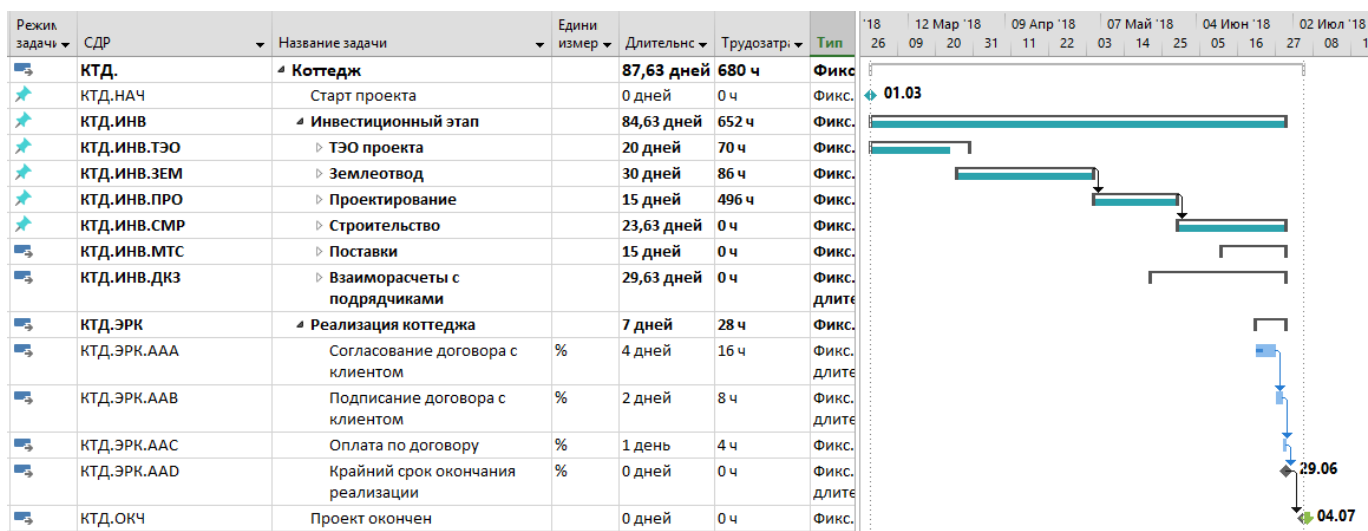 Режим задачи СДР Название задачи Едини измер Длительнс Трудозатра Тип
'18 12 Мар '18 09 Апр '18 07 Май '18 04 Июн '18 02 Июл '18
26 09 20 31 11 22 03 14 25 05 16 27 08 1
КТД. Коттедж 87,63 дней 680 ч Фикс
КТД.НАЧ Старт проекта 0 дней 0 ч Фикс. 01.03
КТД.ИНВ Инвестиционный этап 84,63 дней 652 ч Фикс.
КТД.ИНВ.ТЭО ТЭО проекта 20 дней 70 ч Фикс.
КТД.ИНВ.ЗЕМ Землеотвод 30 дней 86 ч Фикс.
КТД.ИНВ.ПРО Проектирование 15 дней 496 ч Фикс.
КТД.ИНВ.СМР Строительство 23,63 дней 0 ч Фикс.
КТД.ИНВ.МТС Поставки 15 дней 0 ч Фикс.
КТД.ИНВ.ДКЗ Взаиморасчеты с 29,63 дней 0 ч Фикс.
подрядчиками длите
КТД.ЭРК Реализация коттеджа 7 дней 28 ч Фикс.
КТД.ЭРК.AAA Согласование договора с % 4 дней 16 ч Фикс.
клиентом длите
КТД.ЭРК.AAB Подписание договора с % 2 дней 8 ч Фикс.
клиентом длите
КТД.ЭРК.AAC Оплата по договору % 1 день 4 ч Фикс.
КТД.ЭРК.AAD Крайний срок окончания % 0 дней 0 ч Фикс. 29.06
реализации длите
КТД.ОКЧ Проект окончен 0 дней 0 ч Фикс. 04.07